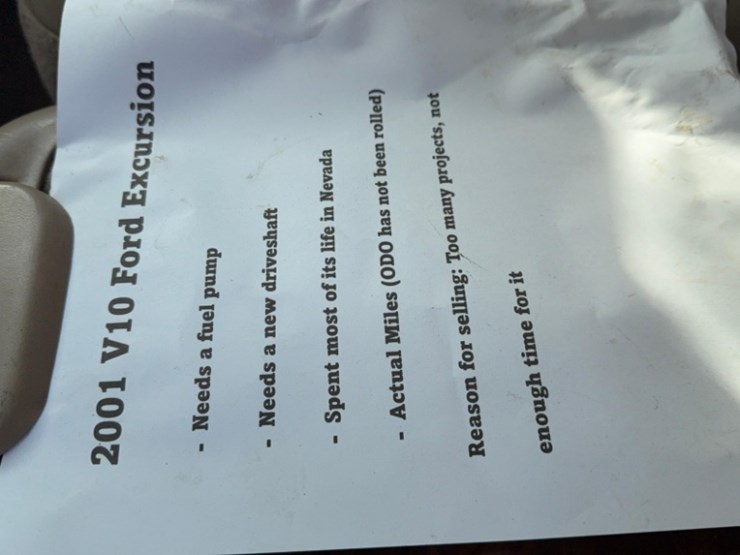 2001 V10 Ford Excursion
- Needs a fuel pump
- Needs a new driveshaft
- Spent most of its life in Nevada
- Actual Miles (ODO has not been rolled)
Reason for selling: Too many projects, not
enough time for it